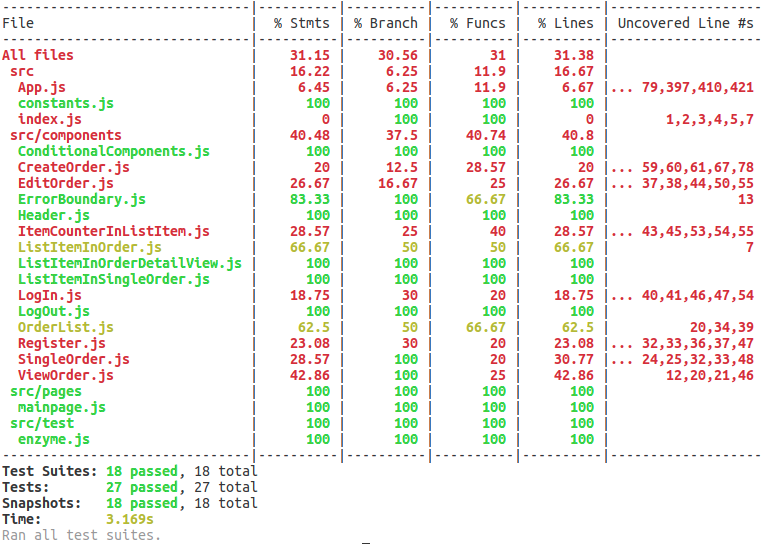 -------------------------------|----------|----------|----------|----------|-------------------|
File | % Stmts | % Branch | % Funcs | % Lines | Uncovered Line #s
-------------------------------|----------|----------|----------|----------|-------------------|
All files | 31.15 | 30.56 | 31 | 31.38 |
src | 16.22 | 6.25 | 11.9 | 16.67 |
App.js | 6.45 | 6.25 | 11.9 | 6.67 |... 79,397,410,421
constants.js | 100 | 100 | 100 | 100 |
index.js | 0 | 100 | 100 | 0 | 1,2,3,4,5,7
src/components | 40.48 | 37.5 | 40.74 | 40.8 |
ConditionalComponents.js | 100 | 100 | 100 | 100 |
CreateOrder.js | 20 | 12.5 | 28.57 | 20 |... 59,60,61,67,78
EditOrder.js | 26.67 | 16.67 | 25 | 26.67 |... 37,38,44,50,55
ErrorBoundary.js | 83.33 | 100 | 66.67 | 83.33 | 13
Header.js | 100 | 100 | 100 | 100 |
ItemCounterInListItem.js | 28.57 | 25 | 40 | 28.57 |... 43,45,53,54,55
ListItemInOrder.js | 66.67 | 50 | 50 | 66.67 | 7
ListItemInOrderDetailView.js | 100 | 100 | 100 | 100 |
ListItemInSingleOrder.js | 100 | 100 | 100 | 100 |
LogIn.js | 18.75 | 30 | 20 | 18.75 |... 40,41,46,47,54
LogOut.js | 100 | 100 | 100 | 100 |
OrderList.js | 62.5 | 50 | 66.67 | 62.5 | 20,34,39
Register.js | 23.08 | 30 | 20 | 23.08 |... 32,33,36,37,47
SingleOrder.js | 28.57 | 100 | 20 | 30.77 |... 24,25,32,33,48
ViewOrder.js | 42.86 | 100 | 25 | 42.86 | 12,20,21,46
src/pages | 100 | 100 | 100 | 100 |
mainpage.js | 100 | 100 | 100 | 100 |
src/test | 100 | 100 | 100 | 100 |
enzyme.js | 100 | 100 | 100 | 100 |
-------------------------------|----------|----------|----------|----------|-------------------|
Test Suites: 18 passed, 18 total
Tests: 27 passed, 27 total
Snapshots: 18 passed, 18 total
Time: 3.169s
Ran all test suites.